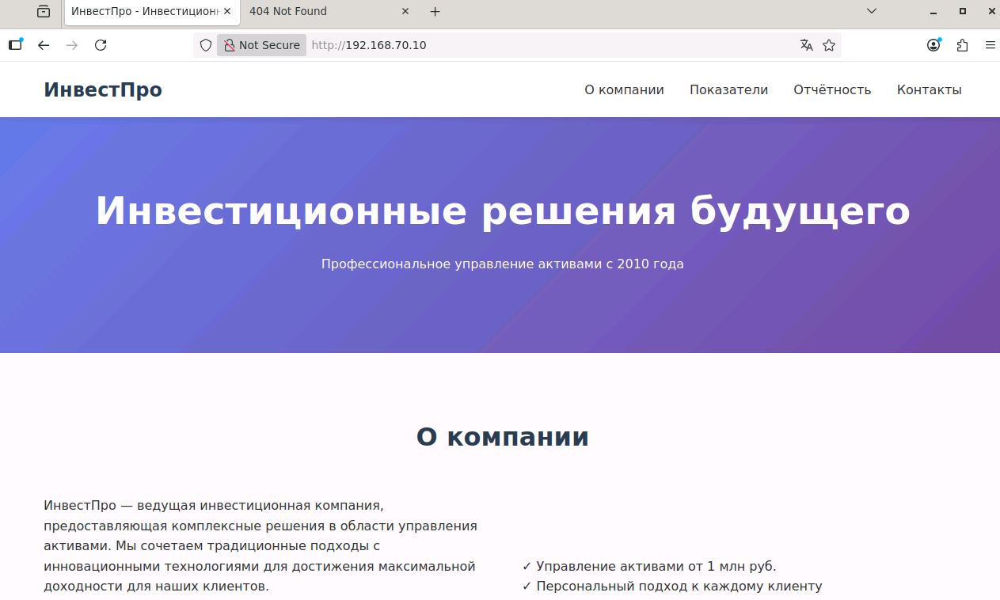 ИнвестПро - Инвестицион
404 Not Found
Not Secure
http://192.168.70.10
ИнвестПро
О компании
Показатели
Отчётность
Контакты
Инвестиционные решения будущего
Профессиональное управление активами с 2010 года
О компании
ИнвестПро — ведущая инвестиционная компания,
предоставляющая комплексные решения в области управления
активами. Мы сочетаем традиционные подходы с
инновационными технологиями для достижения максимальной
доходности для наших клиентов.
✓ Управление активами от 1 млн руб.
✓ Персональный подход к каждому клиенту